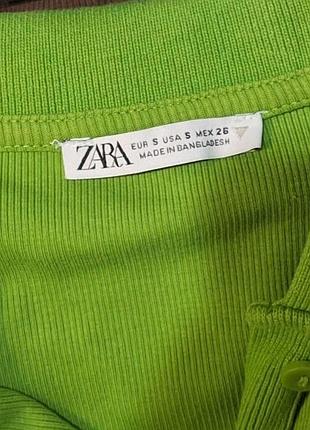 ZARA
EUR S USA S MEX 26
MADE IN BANGLADESH